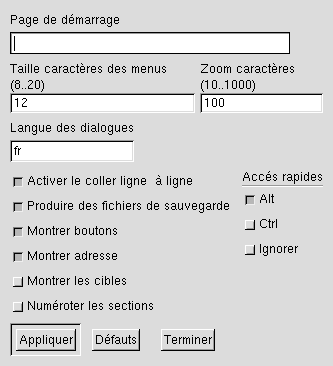 Page de démarrage
Taille caractères des menus Zoom caractères
(8..20) (10..1000)
12 100
Langue des dialogues
fr
Activer le coller ligne à ligne
Accés rapides
Produire des fichiers de sauvegarde
Alt
Montrer boutons
Ctrl
Montrer adresse
Ignorer
Montrer les cibles
Numéroter les sections
Appliquer Défauts Terminer